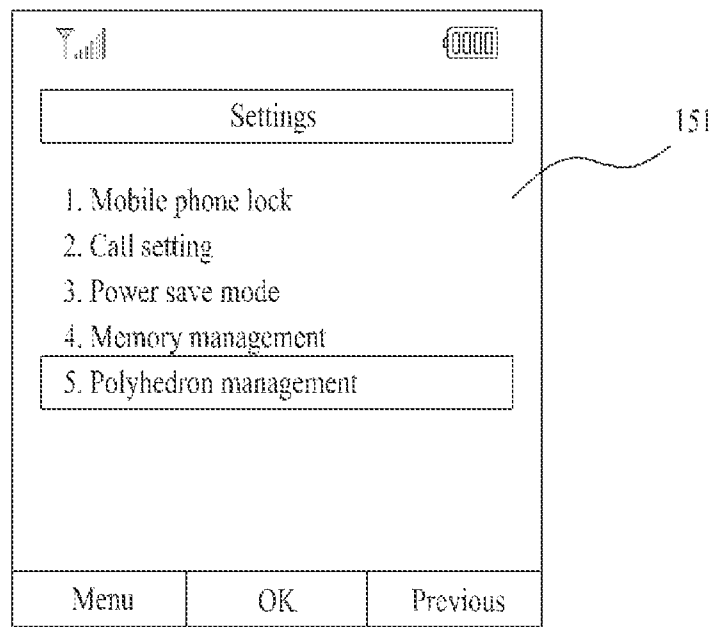 Settings
151
1. Mobile phone lock
2. Call setting
3. Power save mode
4. Memory management
5. Polyhedron management
Menu OK Previous